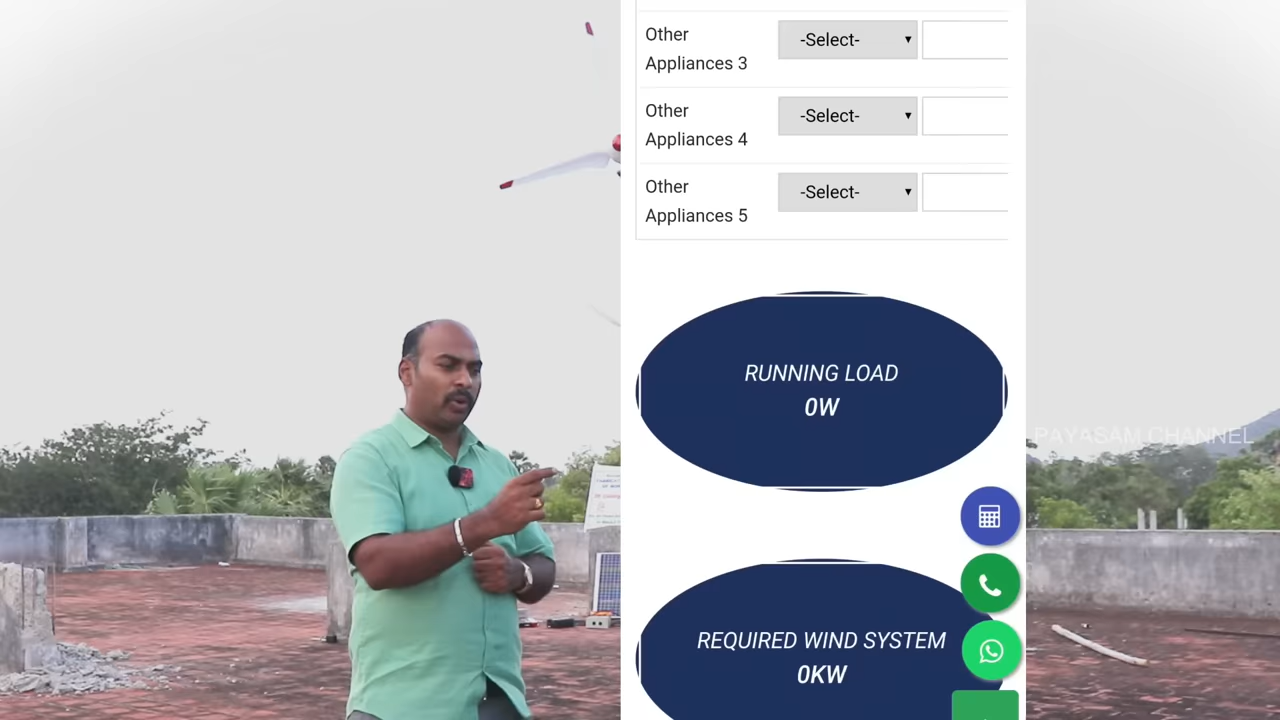 Other
Appliances 3
-Select-
Other
Appliances 4
-Select-
Other
Appliances 5
-Select-
RUNNING LOAD
0W
PAYASAM CHANNEL
REQUIRED WIND SYSTEM
0KW